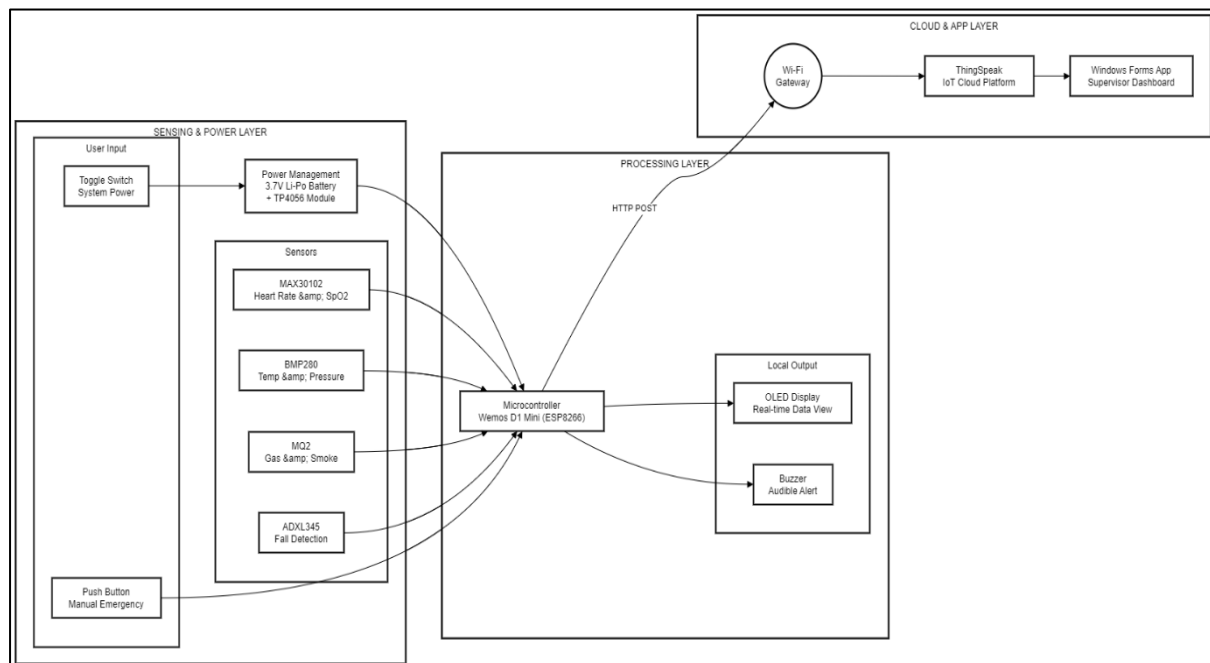 CLOUD & APP LAYER
Wi-Fi
Gateway
ThingSpeak
IoT Cloud Platform
Windows Forms App
Supervisor Dashboard
SENSING & POWER LAYER
User Input
Toggle Switch
System Power
Power Management
3.7V Li-Po Battery
+ TP4056 Module
Sensors
MAX30102
Heart Rate &amp; SpO2
BMP280
Temp &amp; Pressure
MQ2
Gas &amp; Smoke
ADXL345
Fall Detection
Push Button
Manual Emergency
PROCESSING LAYER
HTTP POST
Microcontroller
Wemos D1 Mini (ESP8266)
Local Output
OLED Display
Real-time Data View
Buzzer
Audible Alert